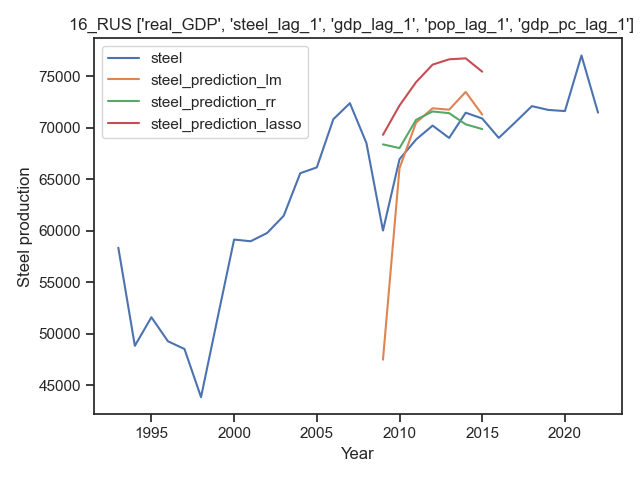 16_RUS ['real_GDP', 'steel_lag_1', 'gdp_lag_1', 'pop_lag_1', 'gdp_pc_lag_1']
steel
steel_prediction_lm
steel_prediction_rr
steel_prediction_lasso
75000
70000
65000
60000
55000
50000
45000
Steel production
1995
2000
2005
2010
2015
2020
Year